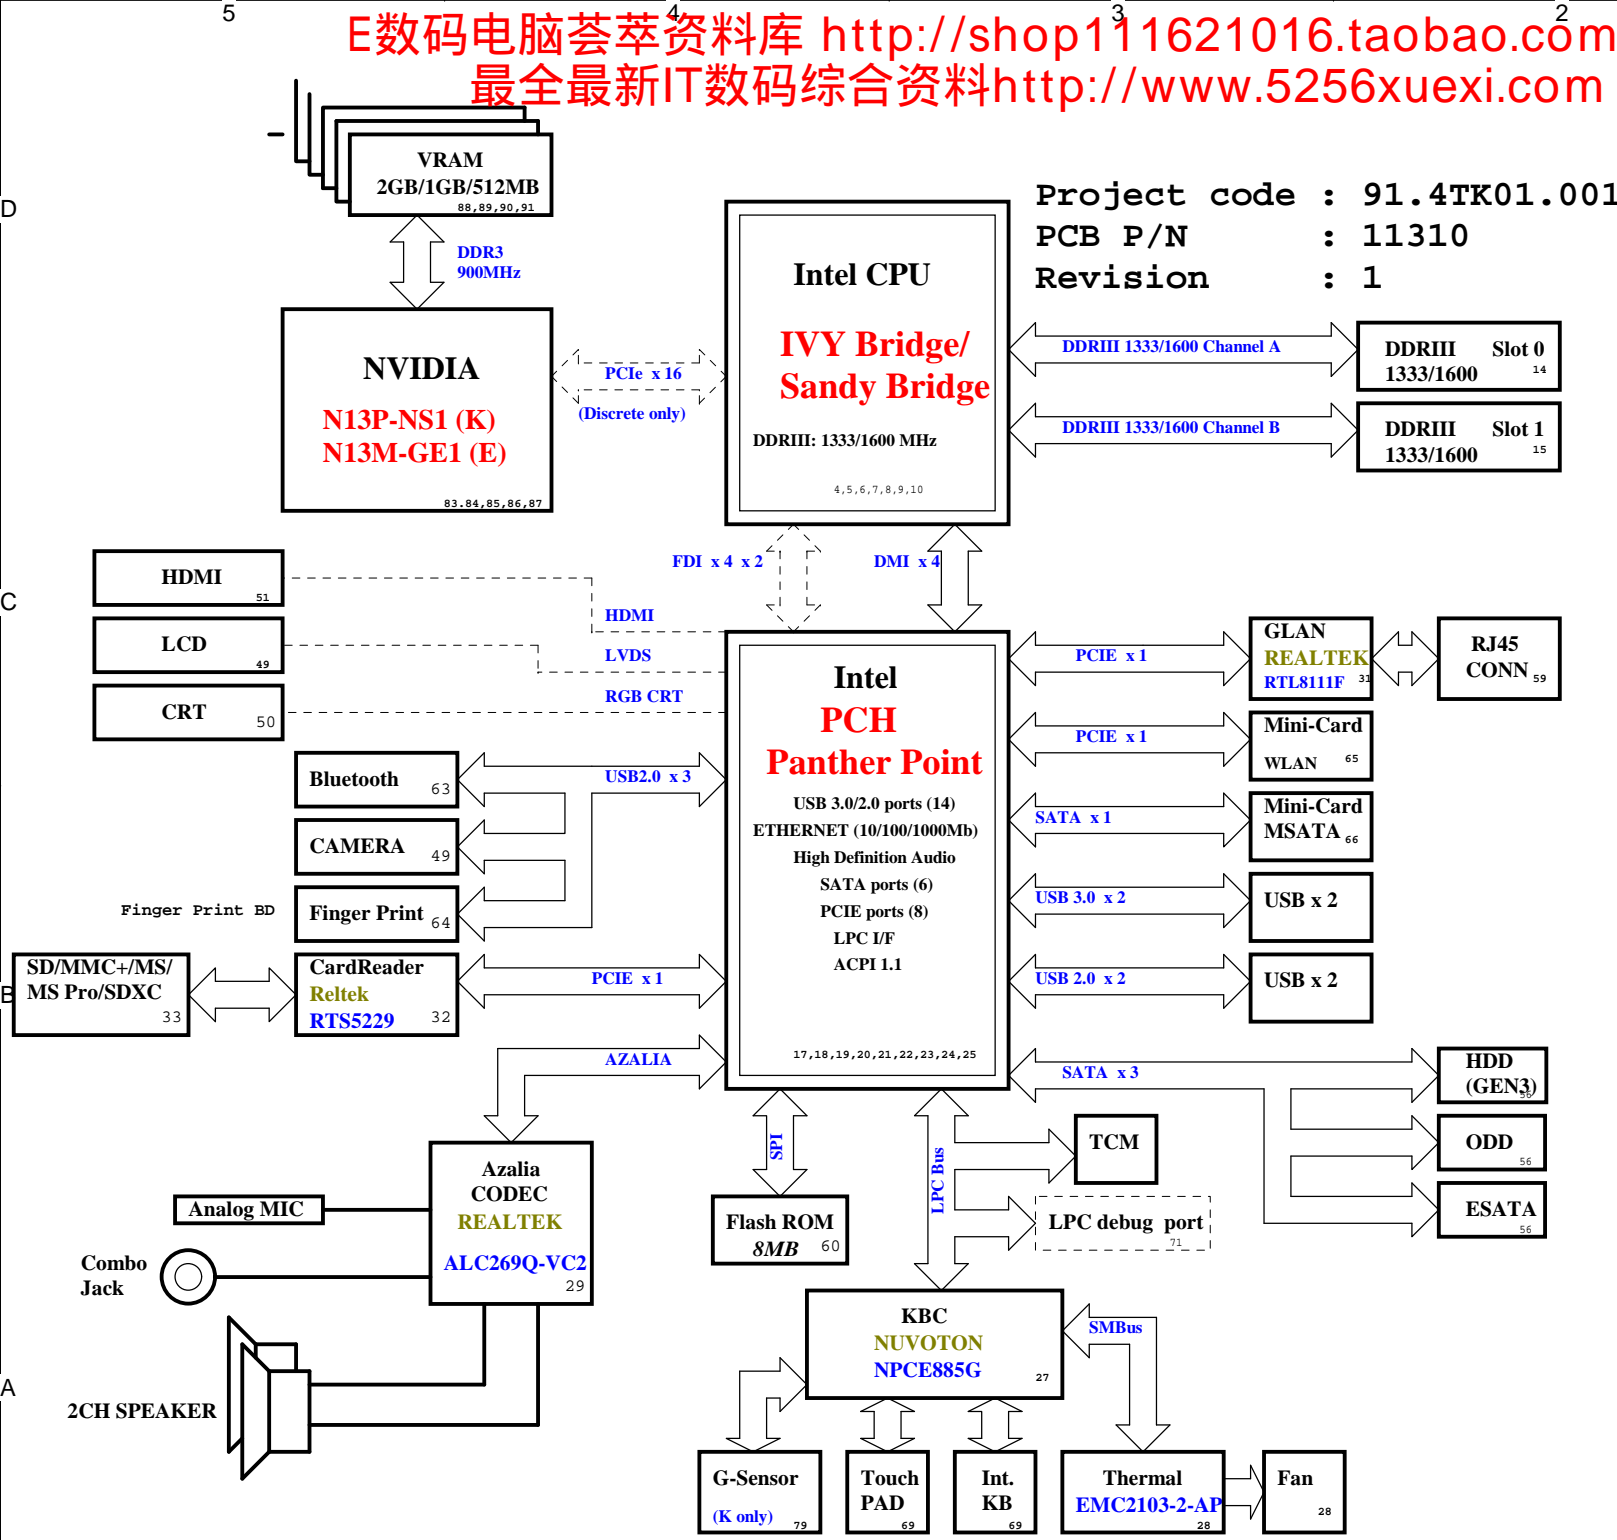 5 4 3 2
E数码电脑荟萃资料库 http://shop111621016.taobao.com
最全最新IT数码综合资料http://www.5256xuexi.com
D
VRAM
2GB/1GB/512MB
88,89,90,91
DDR3
900MHz
Project code : 91.4TK01.001
PCB P/N : 11310
Revision : 1
Intel CPU
IVY Bridge/
Sandy Bridge
DDRIII: 1333/1600 MHz
4,5,6,7,8,9,10
NVIDIA
N13P-NS1 (K)
N13M-GE1 (E)
83.84,85,86,87
PCIe x 16
(Discrete only)
DDRIII 1333/1600 Channel A
DDRIII Slot 0
1333/1600 14
DDRIII 1333/1600 Channel B
DDRIII Slot 1
1333/1600 15
FDI x 4 x 2
DMI x 4
C
HDMI
51
HDMI
LCD
49
LVDS
CRT
50
RGB CRT
Intel
PCH
Panther Point
USB 3.0/2.0 ports (14)
ETHERNET (10/100/1000Mb)
High Definition Audio
SATA ports (6)
PCIE ports (8)
LPC I/F
ACPI 1.1
17,18,19,20,21,22,23,24,25
PCIE x 1
GLAN
REALTEK
RTL8111F 31
RJ45
CONN 59
PCIE x 1
Mini-Card
WLAN 65
SATA x 1
Mini-Card
MSATA 66
USB 3.0 x 2
USB x 2
USB 2.0 x 2
USB x 2
Bluetooth 63
USB2.0 x 3
CAMERA 49
Finger Print BD
Finger Print 64
B
SD/MMC+/MS/
MS Pro/SDXC
33
CardReader
Reltek
RTS5229 32
PCIE x 1
AZALIA
SATA x 3
HDD
(GEN3)
56
ODD
56
ESATA
56
SPI
LPC Bus
TCM
LPC debug port
71
Flash ROM
8MB 60
Azalia
CODEC
REALTEK
ALC269Q-VC2
29
Analog MIC
Combo
Jack
2CH SPEAKER
A
KBC
NUVOTON
NPCE885G
27
SMBus
G-Sensor
(K only) 79
Touch
PAD
69
Int.
KB
69
Thermal
EMC2103-2-AP
28
Fan
28